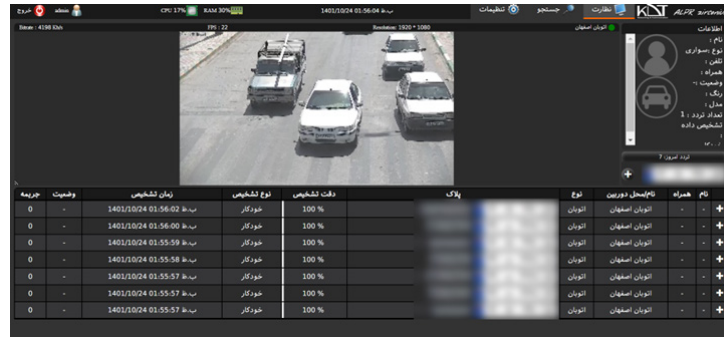 خروج
admin
CPU 17%
RAM 30%
1401/10/24 01:56:04 ب.ظ
تنظیمات
جستجو
نظارت
KNT
ALPR
Bitrate : 4198 Kb/s
FPS : 22
Resolution: 1920 * 1080
اتوبان اصفهان
اطلاعات
نام :
نوع :سواری
تلفن :
همراه :
وضعیت :-
رنگ :
مدل :
تعداد تردد : 1
تشخیص داده
:
تردد امروز: 7
نام همراه نام/محل دوربین نوع پلاک دقت تشخیص نوع تشخیص زمان تشخیص وضعیت جریمه
- - اتوبان اصفهان اتوبان 100 % خودکار 1401/10/24 01:56:02 ب.ظ - 0
- - اتوبان اصفهان اتوبان 100 % خودکار 1401/10/24 01:56:00 ب.ظ - 0
- - اتوبان اصفهان اتوبان 100 % خودکار 1401/10/24 01:55:59 ب.ظ - 0
- - اتوبان اصفهان اتوبان 100 % خودکار 1401/10/24 01:55:58 ب.ظ - 0
- - اتوبان اصفهان اتوبان 100 % خودکار 1401/10/24 01:55:57 ب.ظ - 0
- - اتوبان اصفهان اتوبان 100 % خودکار 1401/10/24 01:55:57 ب.ظ - 0
- - اتوبان اصفهان اتوبان 100 % خودکار 1401/10/24 01:55:57 ب.ظ - 0